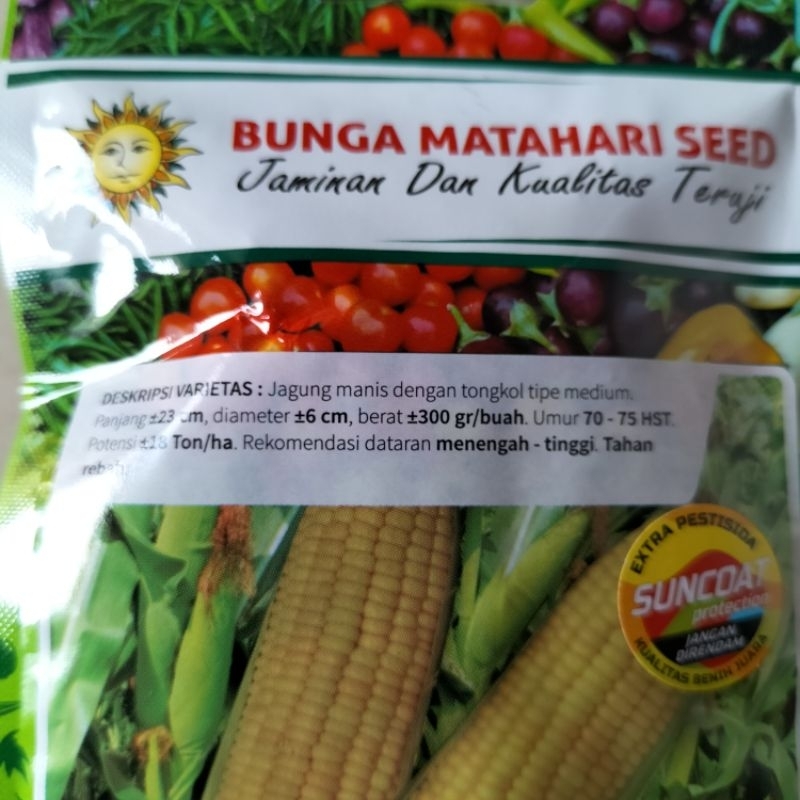 BUNGA MATAHARI SEED
Jaminan Dan Kualitas Teruji
DESKRIPSI VARIETAS : Jagung manis dengan tongkol tipe medium.
Panjang ±23 cm, diameter ±6 cm, berat ±300 gr/buah. Umur 70 - 75 HST.
Potensi ±18 Ton/ha. Rekomendasi dataran menengah - tinggi. Tahan
rebah.
EXTRA PESTISIDA
SUNCOAT
protection
JANGAN
DIRENDAM
KUALITAS BENIH JUARA